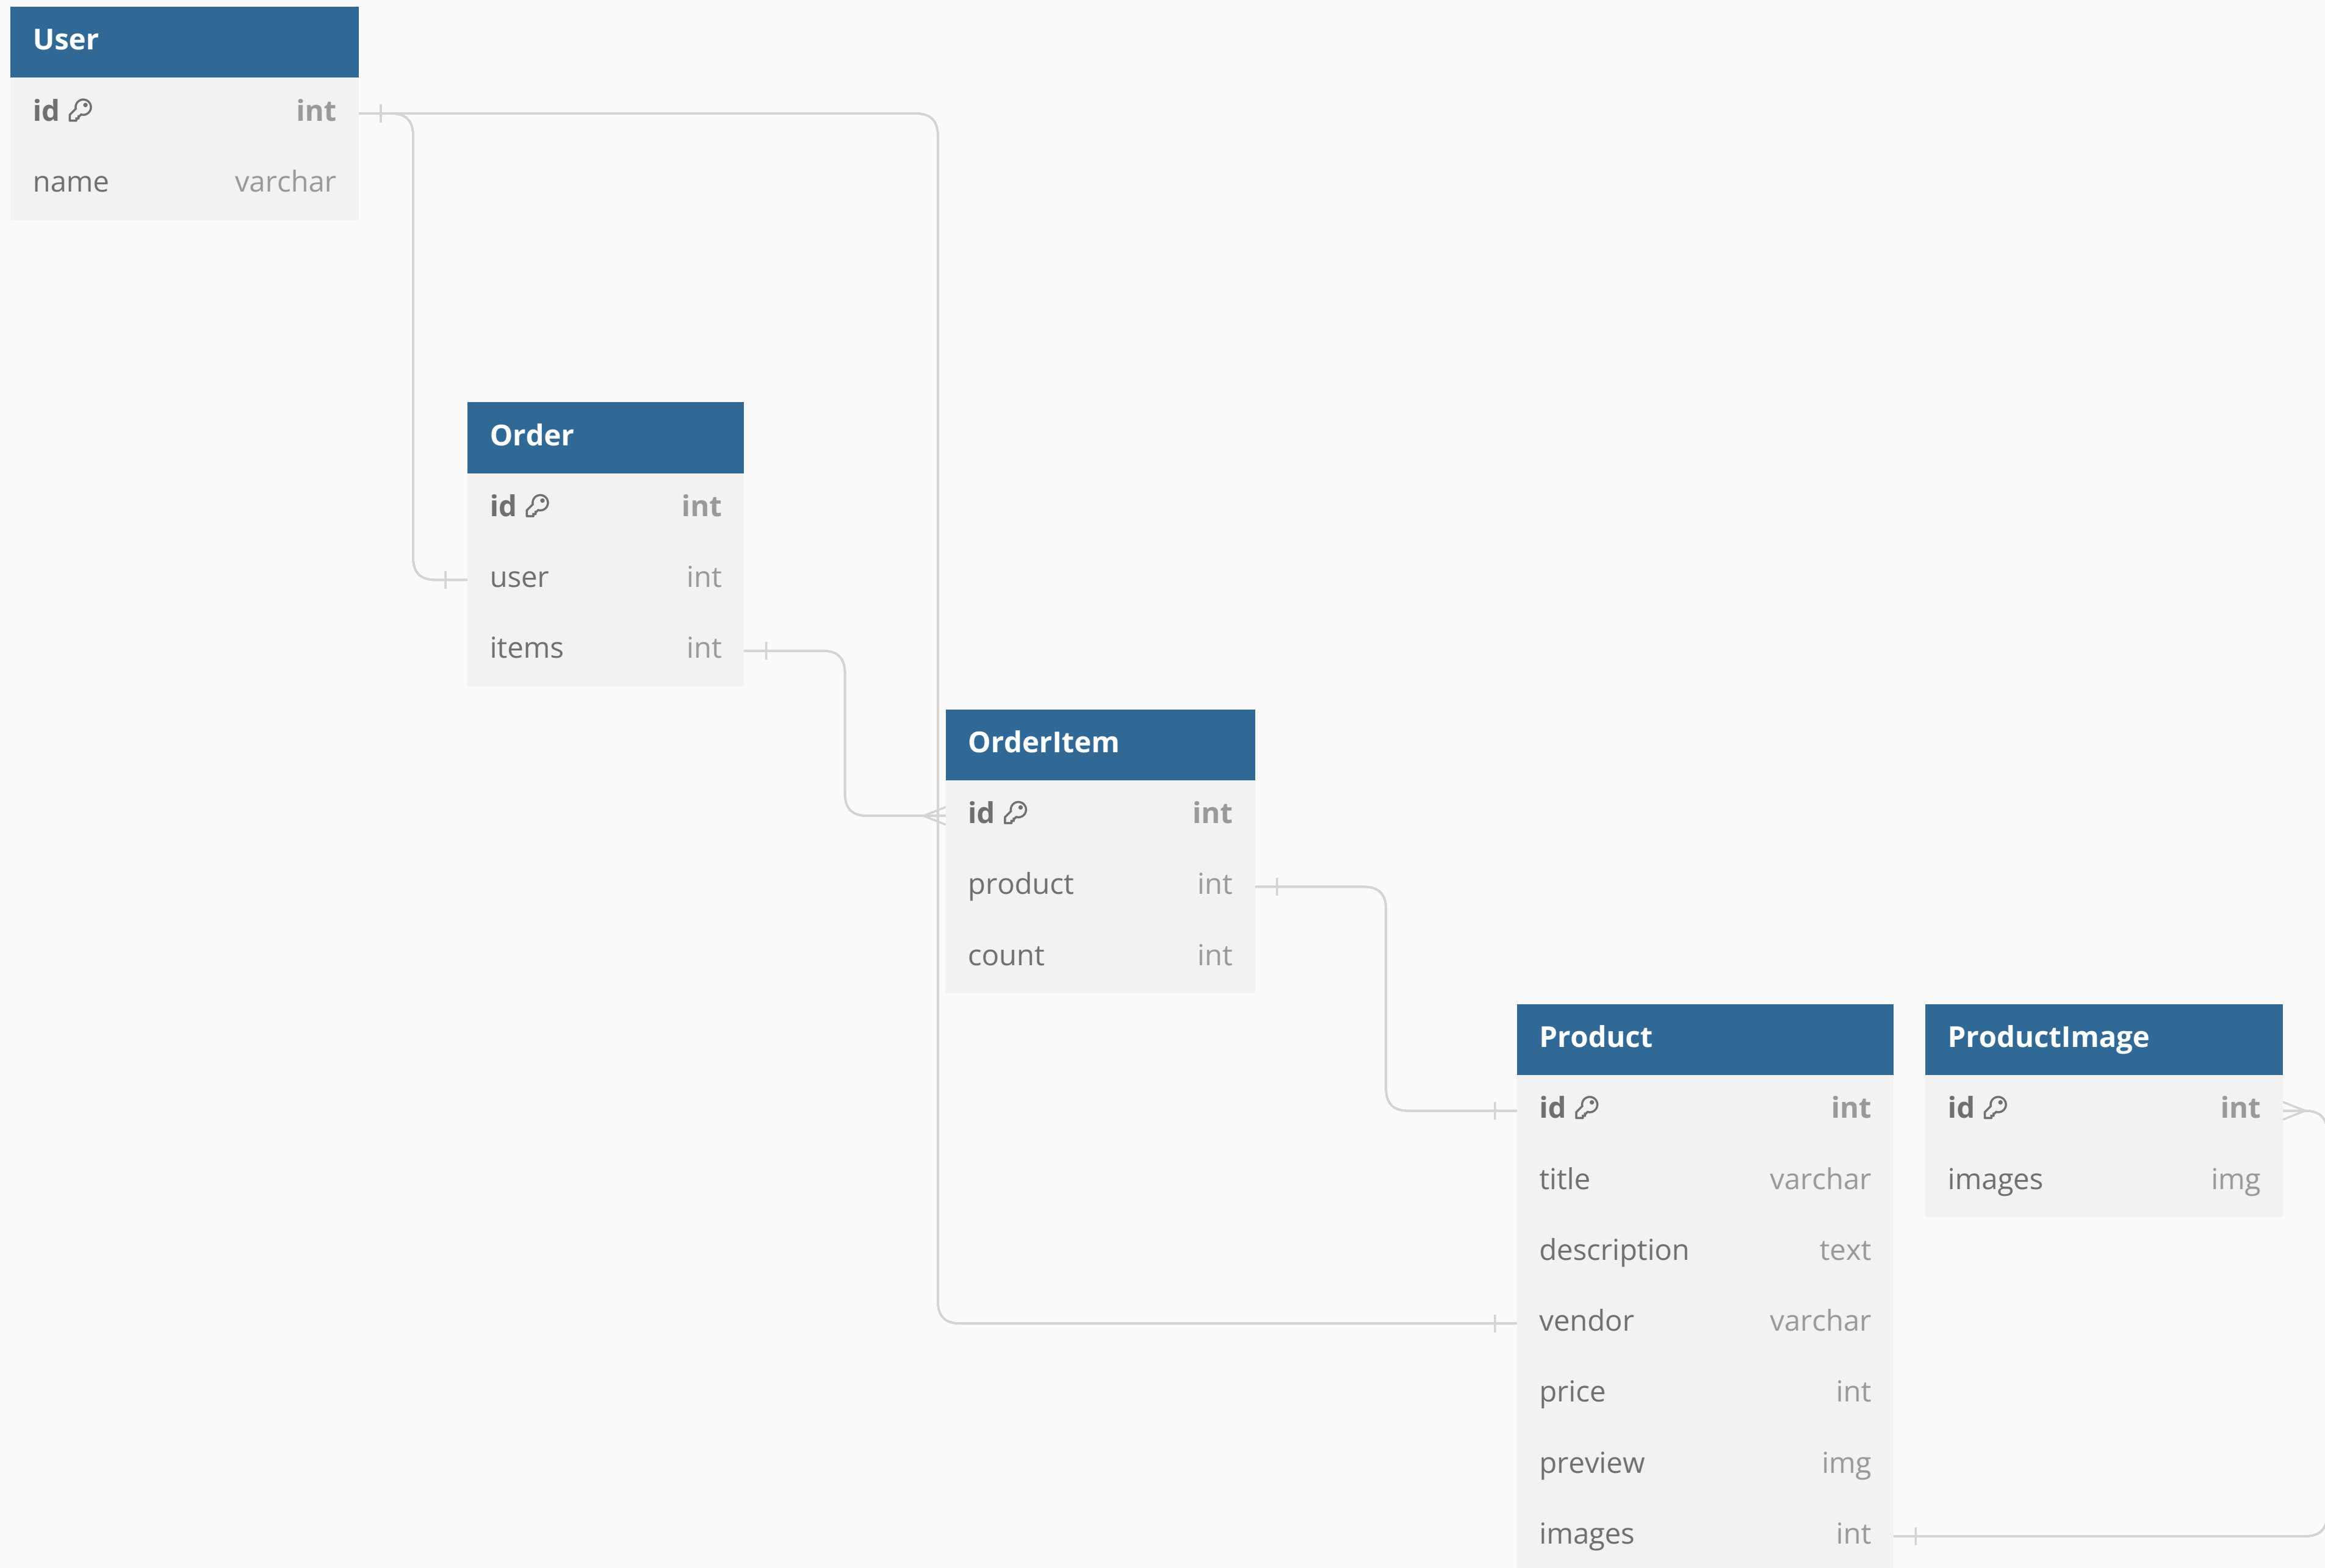 User
id int
name varchar
Order
id int
user int
items int
OrderItem
id int
product int
count int
Product
id int
title varchar
description text
vendor varchar
price int
preview img
images int
ProductImage
id int
images img